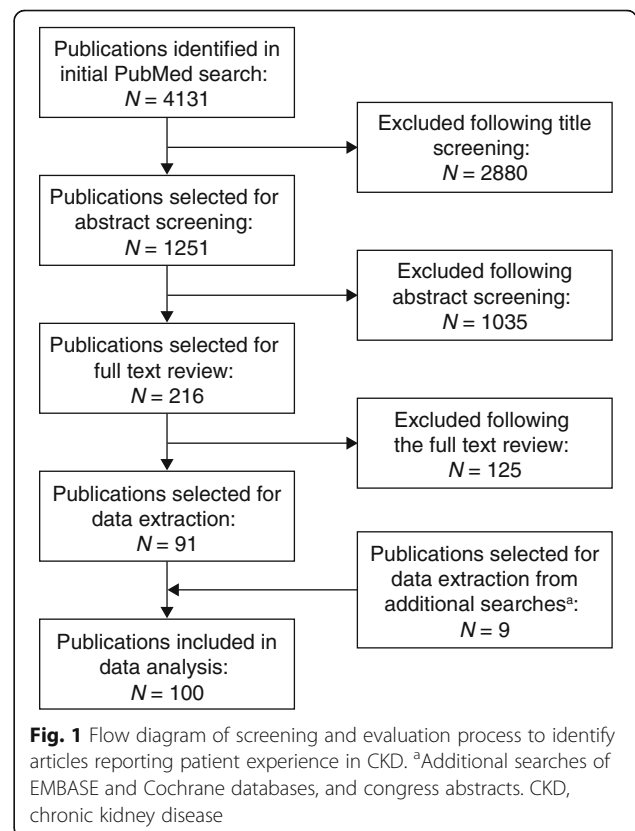 Publications identified in
initial PubMed search:
N = 4131
Excluded following title
screening:
N = 2880
Publications selected for
abstract screening:
N = 1251
Excluded following
abstract screening:
N = 1035
Publications selected for
full text review:
N = 216
Excluded following
the full text review:
N = 125
Publications selected for
data extraction:
N = 91
Publications selected for
data extraction from
additional searchesᵃ:
N = 9
Publications included in
data analysis:
N = 100
Fig. 1 Flow diagram of screening and evaluation process to identify
articles reporting patient experience in CKD. ᵃAdditional searches of
EMBASE and Cochrane databases, and congress abstracts. CKD,
chronic kidney disease